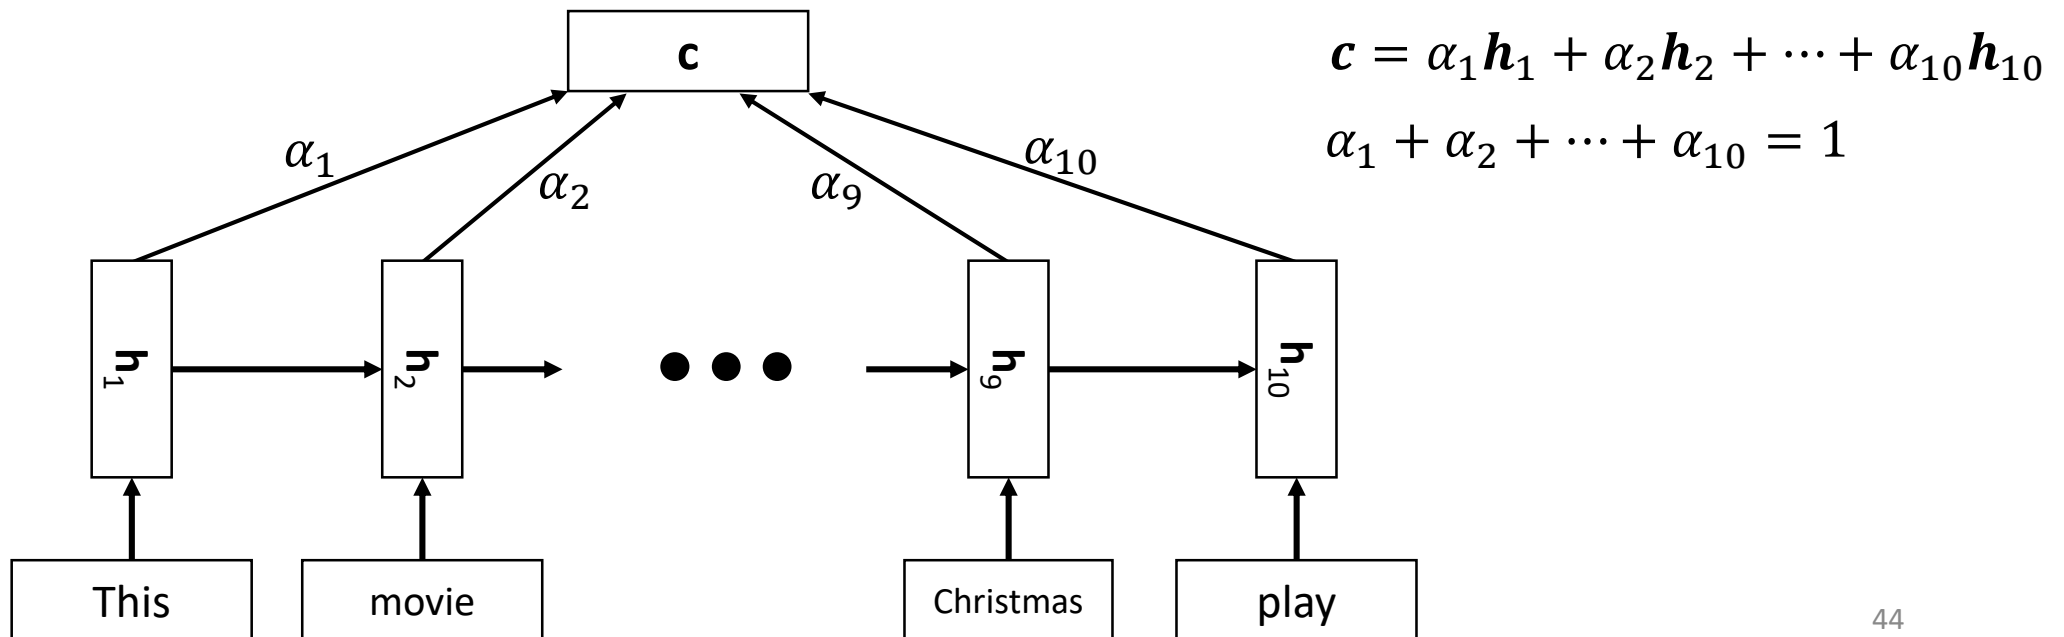 c
𝒄 = α₁𝒉₁ + α₂𝒉₂ + ⋯ + α₁₀𝒉₁₀
α₁ + α₂ + ⋯ + α₁₀ = 1
α₁
α₂
α₉
α₁₀
h₁
h₂
h₉
h₁₀
This
movie
Christmas
play
44